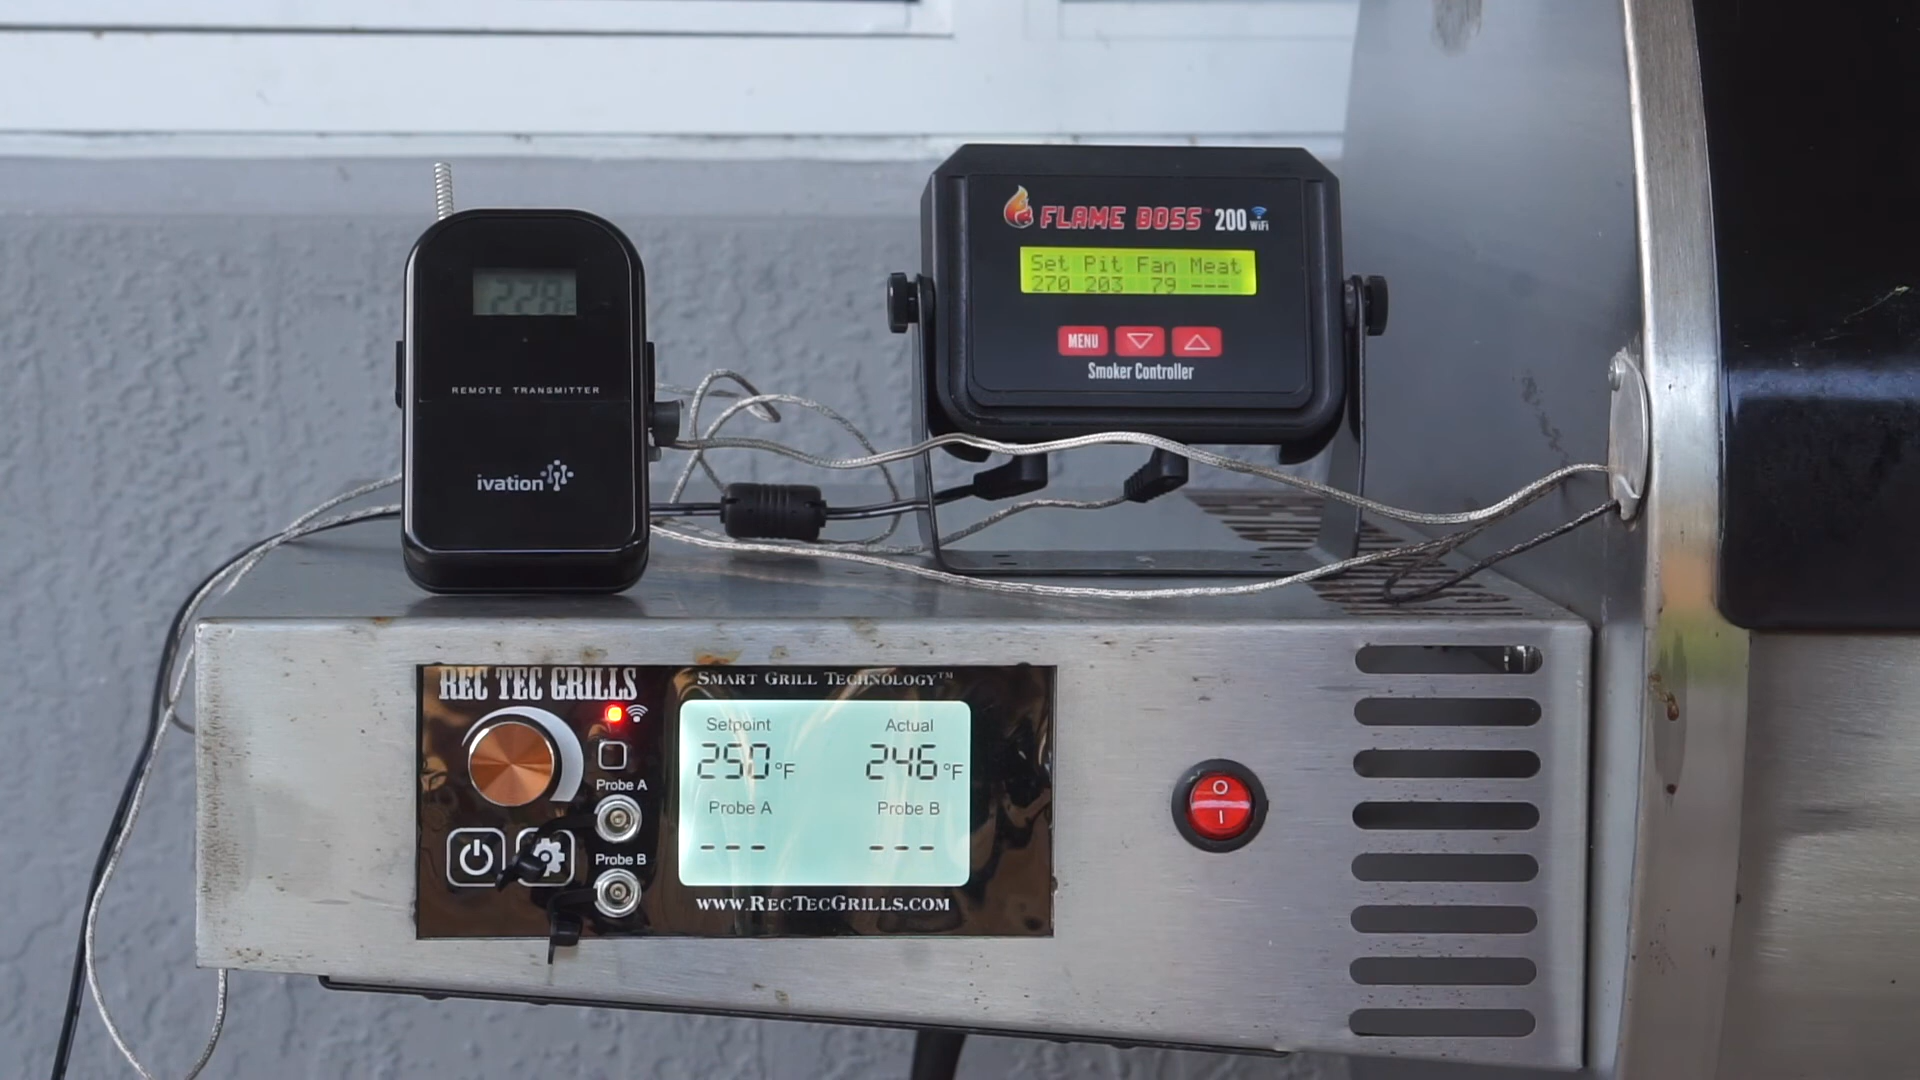 228°F
REMOTE TRANSMITTER
ivation
FLAME BOSS™ 200 WiFi
Set Pit Fan Meat
270 203 79 ---
MENU
Smoker Controller
REC TEC GRILLS
SMART GRILL TECHNOLOGY™
Setpoint Actual
250°F 246°F
Probe A Probe B
--- ---
Probe A
Probe B
WWW.RECTECGRILLS.COM
O
I